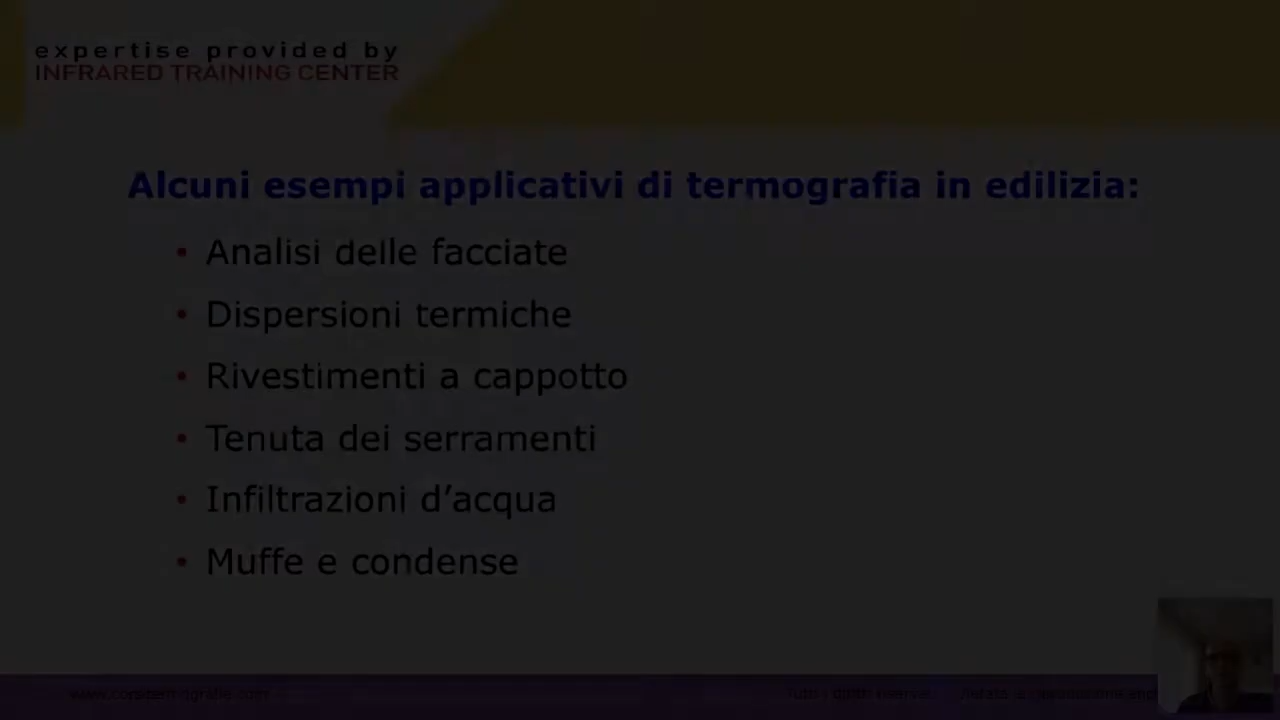 expertise provided by
INFRARED TRAINING CENTER
Alcuni esempi applicativi di termografia in edilizia:
• Analisi delle facciate
• Dispersioni termiche
• Rivestimenti a cappotto
• Tenuta dei serramenti
• Infiltrazioni d’acqua
• Muffe e condense